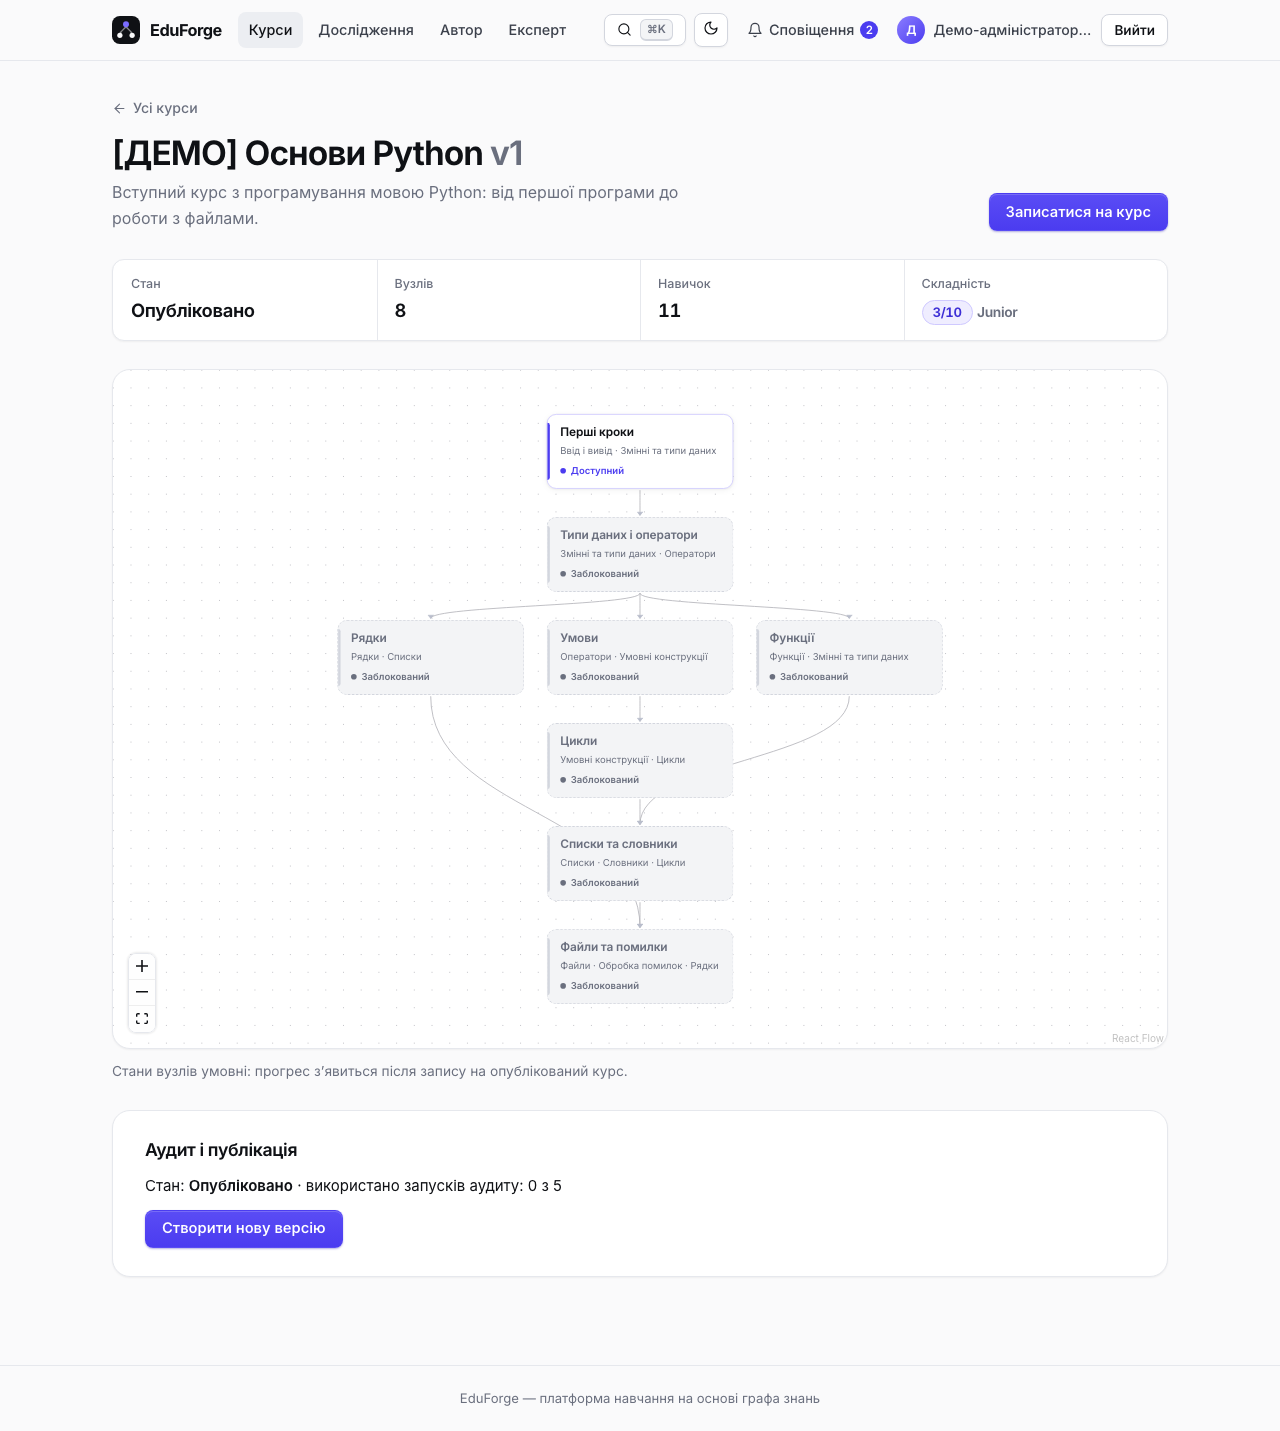 EduForge
Курси
Дослідження
Автор
Експерт
⌘K
Сповіщення 2
Д
Демо-адміністратор...
Вийти
← Усі курси
[ДЕМО] Основи Python v1
Вступний курс з програмування мовою Python: від першої програми до
роботи з файлами.
Записатися на курс
Стан
Опубліковано
Вузлів
8
Навичок
11
Складність
3/10 Junior
Перші кроки
Ввід і вивід · Змінні та типи даних
Доступний
Типи даних і оператори
Змінні та типи даних · Оператори
Заблокований
Рядки
Рядки · Списки
Заблокований
Умови
Оператори · Умовні конструкції
Заблокований
Функції
Функції · Змінні та типи даних
Заблокований
Цикли
Умовні конструкції · Цикли
Заблокований
Списки та словники
Списки · Словники · Цикли
Заблокований
Файли та помилки
Файли · Обробка помилок · Рядки
Заблокований
React Flow
Стани вузлів умовні: прогрес з’явиться після запису на опублікований курс.
Аудит і публікація
Стан: Опубліковано · використано запусків аудиту: 0 з 5
Створити нову версію
EduForge — платформа навчання на основі графа знань